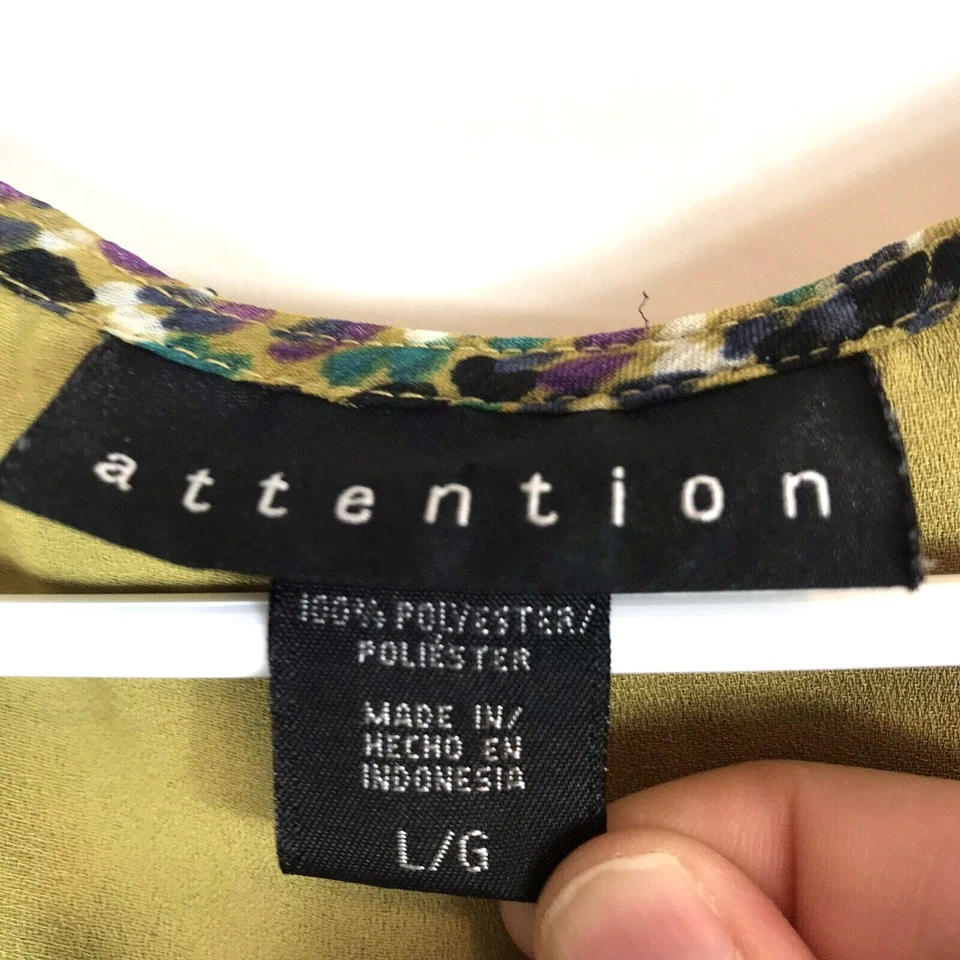 attention
100% POLYESTER/
POLIÉSTER
MADE IN/
HECHO EN
INDONESIA
L/G